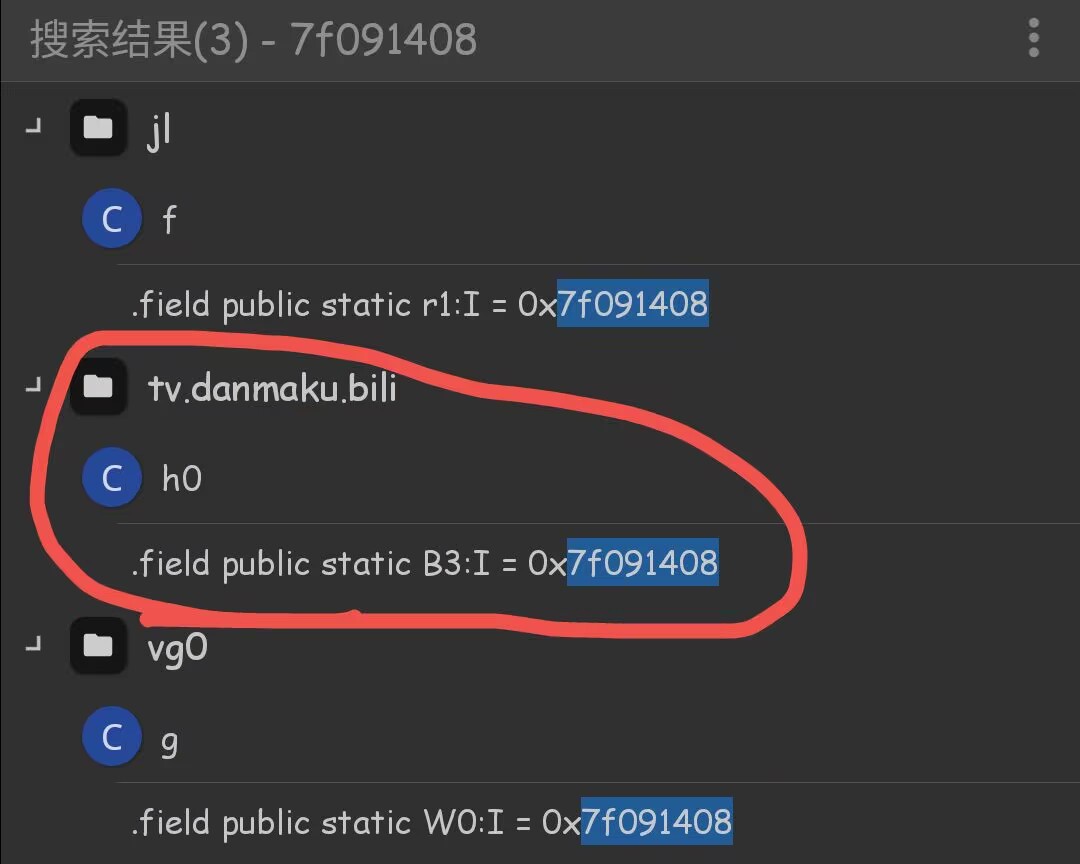 搜索结果(3) - 7f091408
jl
C f
.field public static r1:I = 0x7f091408
tv.danmaku.bili
C h0
.field public static B3:I = 0x7f091408
vg0
C g
.field public static W0:I = 0x7f091408